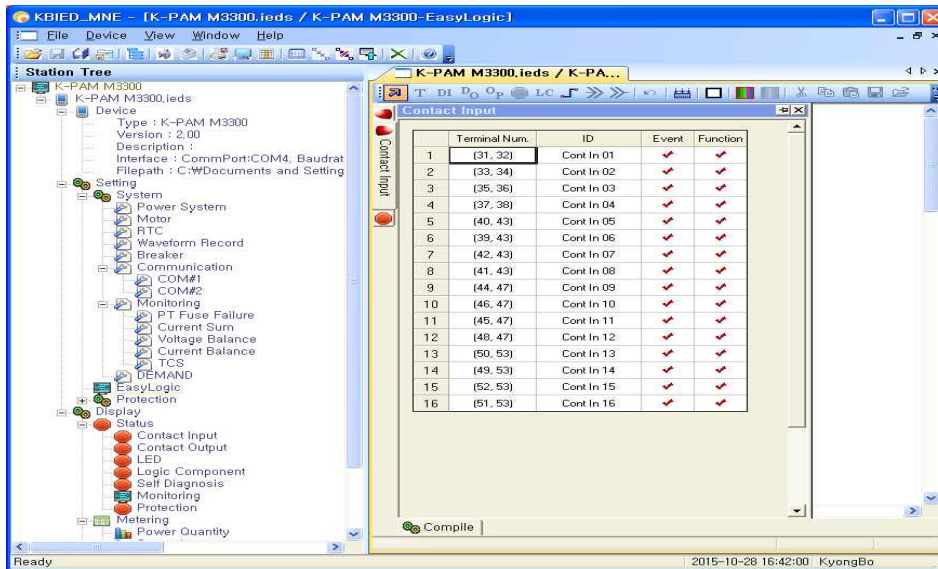 KBIED_MNE - [K-PAM M3300.ieds / K-PAM M3300-EasyLogic]
File Device View Window Help
Station Tree
K-PAM M3300
K-PAM M3300.ieds
Device
Type : K-PAM M3300
Version : 2.00
Description :
Interface : CommPort:COM4, Baudrat
Filepath : C:₩Documents and Setting
Setting
System
Power System
Motor
RTC
Waveform Record
Breaker
Communication
COM#1
COM#2
Monitoring
PT Fuse Failure
Current Sum
Voltage Balance
Current Balance
TCS
DEMAND
EasyLogic
Protection
Display
Status
Contact Input
Contact Output
LED
Logic Component
Self Diagnosis
Monitoring
Protection
Metering
Power Quantity
K-PAM M3300.ieds / K-PA...
T DI DO OP LC
Contact Input
Contact Input
Terminal Num. ID Event Function
1 (31, 32) Cont In 01
2 (33, 34) Cont In 02
3 (35, 36) Cont In 03
4 (37, 38) Cont In 04
5 (40, 43) Cont In 05
6 (39, 43) Cont In 06
7 (42, 43) Cont In 07
8 (41, 43) Cont In 08
9 (44, 47) Cont In 09
10 (46, 47) Cont In 10
11 (45, 47) Cont In 11
12 (48, 47) Cont In 12
13 (50, 53) Cont In 13
14 (49, 53) Cont In 14
15 (52, 53) Cont In 15
16 (51, 53) Cont In 16
Compile
Ready 2015-10-28 16:42:00 KyongBo